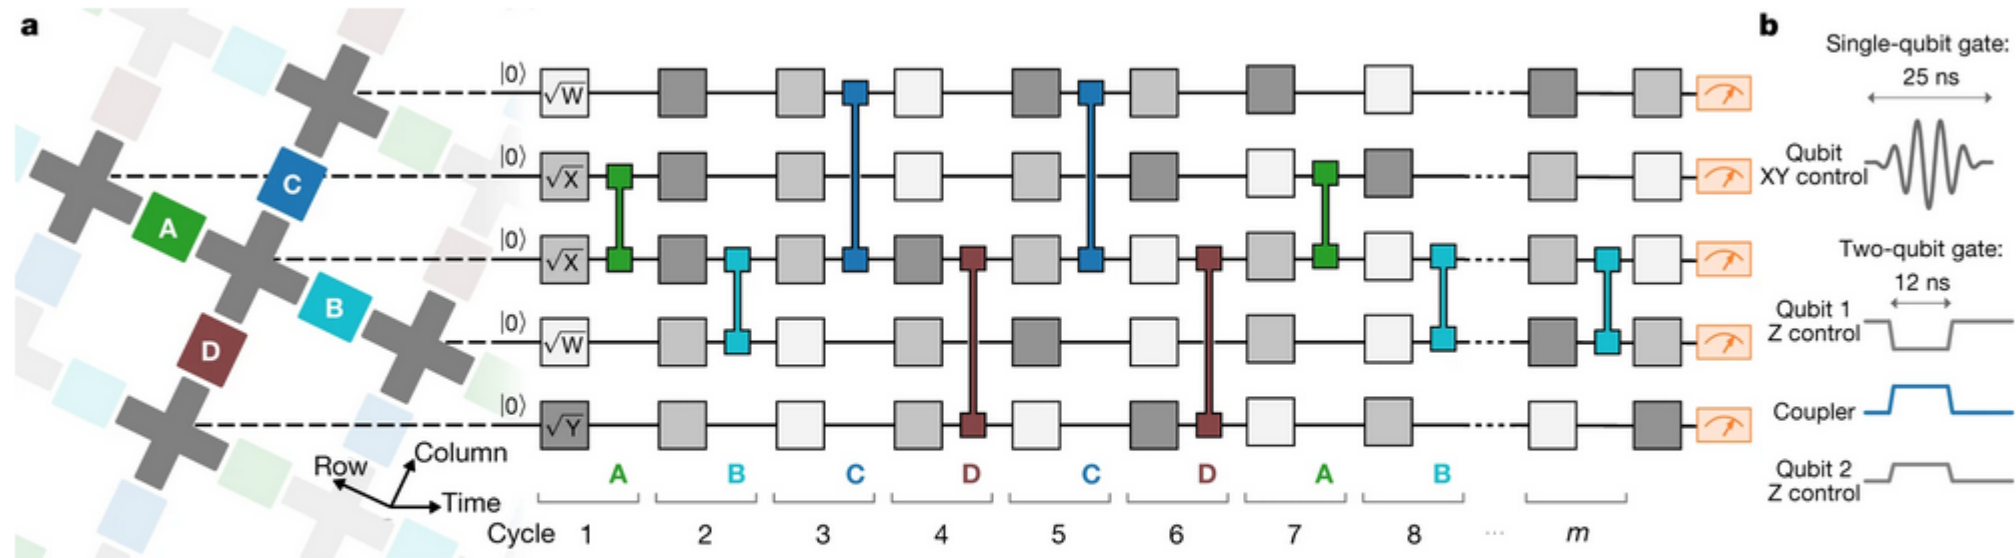 a
b
|0⟩
|0⟩
|0⟩
|0⟩
|0⟩
√W
√X
√X
√W
√Y
C
A
B
D
Row
Column
Time
A B C D C D A B
Cycle 1 2 3 4 5 6 7 8 ... m
Single-qubit gate:
25 ns
Qubit
XY control
Two-qubit gate:
12 ns
Qubit 1
Z control
Coupler
Qubit 2
Z control